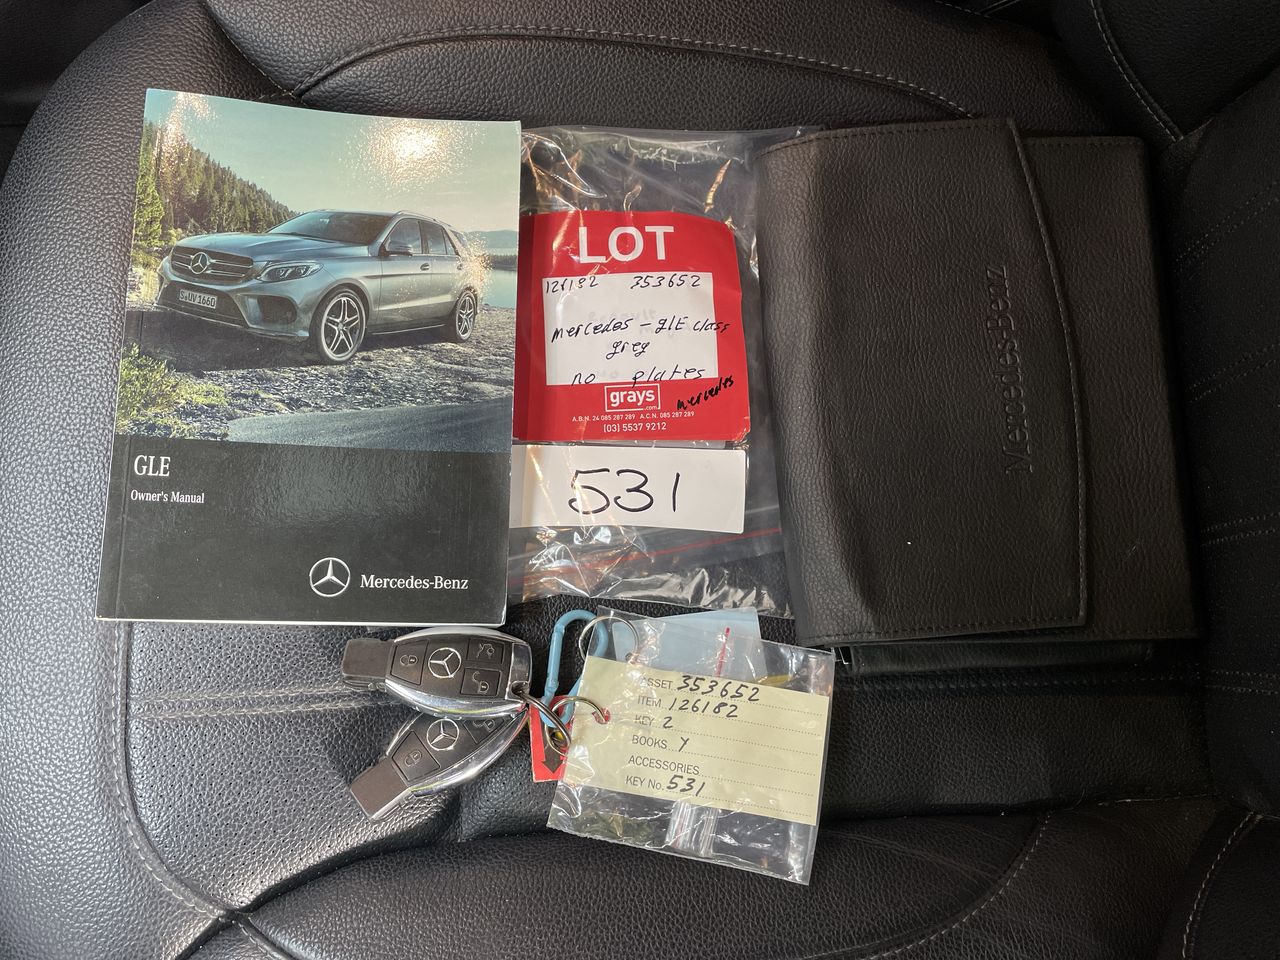 S UV 1660
GLE
Owner's Manual
Mercedes-Benz
LOT
126182 353652
mercedes - glE class
greg
no plates
mercedes
grays
.com
A.B.N. 24 085 287 289 A.C.N. 085 287 289
(03) 5537 9212
531
Mercedes-Benz
ASSET 353652
ITEM 126182
KEY 2
BOOKS Y
ACCESSORIES
KEY No. 531